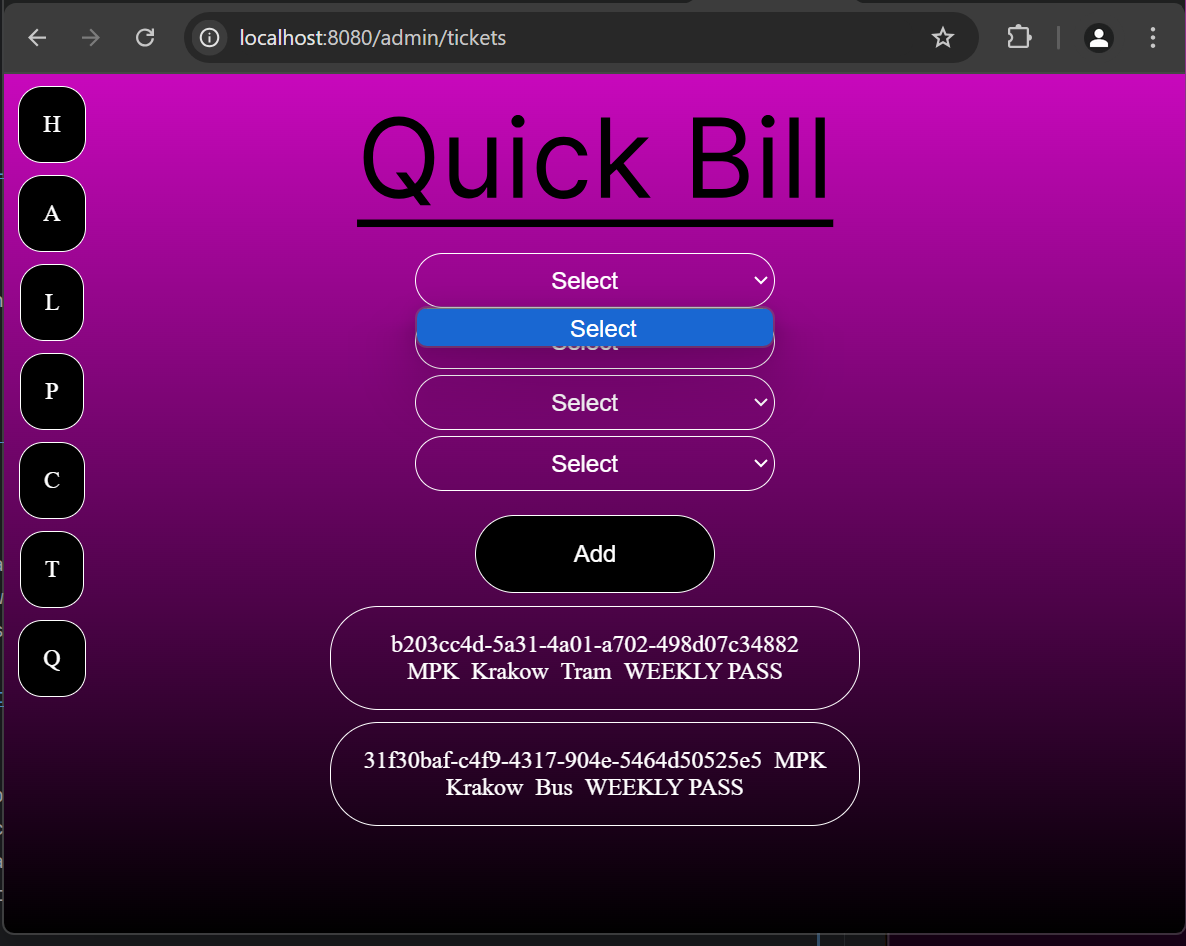 localhost:8080/admin/tickets
H
A
L
P
C
T
Q
Quick Bill
Select
Select
Select
Select
Select
Add
b203cc4d-5a31-4a01-a702-498d07c34882
MPK Krakow Tram WEEKLY PASS
31f30baf-c4f9-4317-904e-5464d50525e5 MPK
Krakow Bus WEEKLY PASS